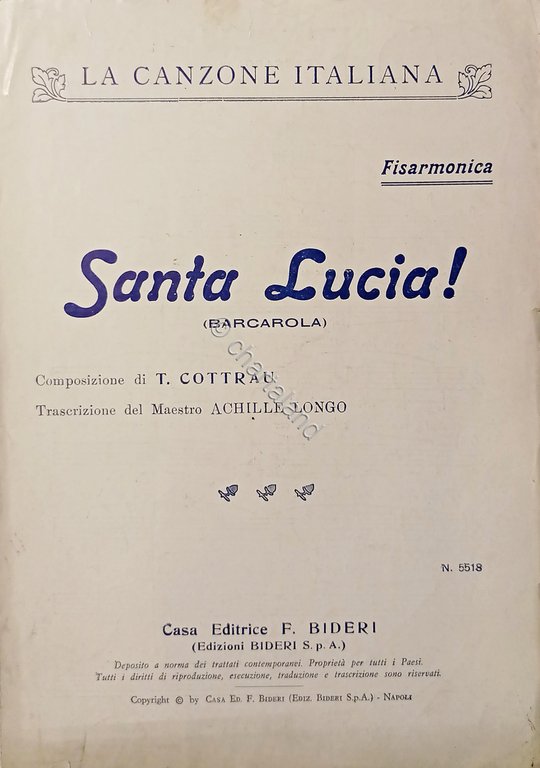 LA CANZONE ITALIANA
Fisarmonica
Santa Lucia!
(BARCAROLA)
Composizione di T. COTTRAU
Trascrizione del Maestro ACHILLE LONGO
© chartaland
N. 5518
Casa Editrice F. BIDERI
(Edizioni BIDERI S. p. A.)
Deposito a norma dei trattati contemporanei. Proprietà per tutti i Paesi.
Tutti i diritti di riproduzione, esecuzione, traduzione e trascrizione sono riservati.
Copyright © by CASA ED. F. BIDERI (EDIZ. BIDERI S.p.A.) - NAPOLI